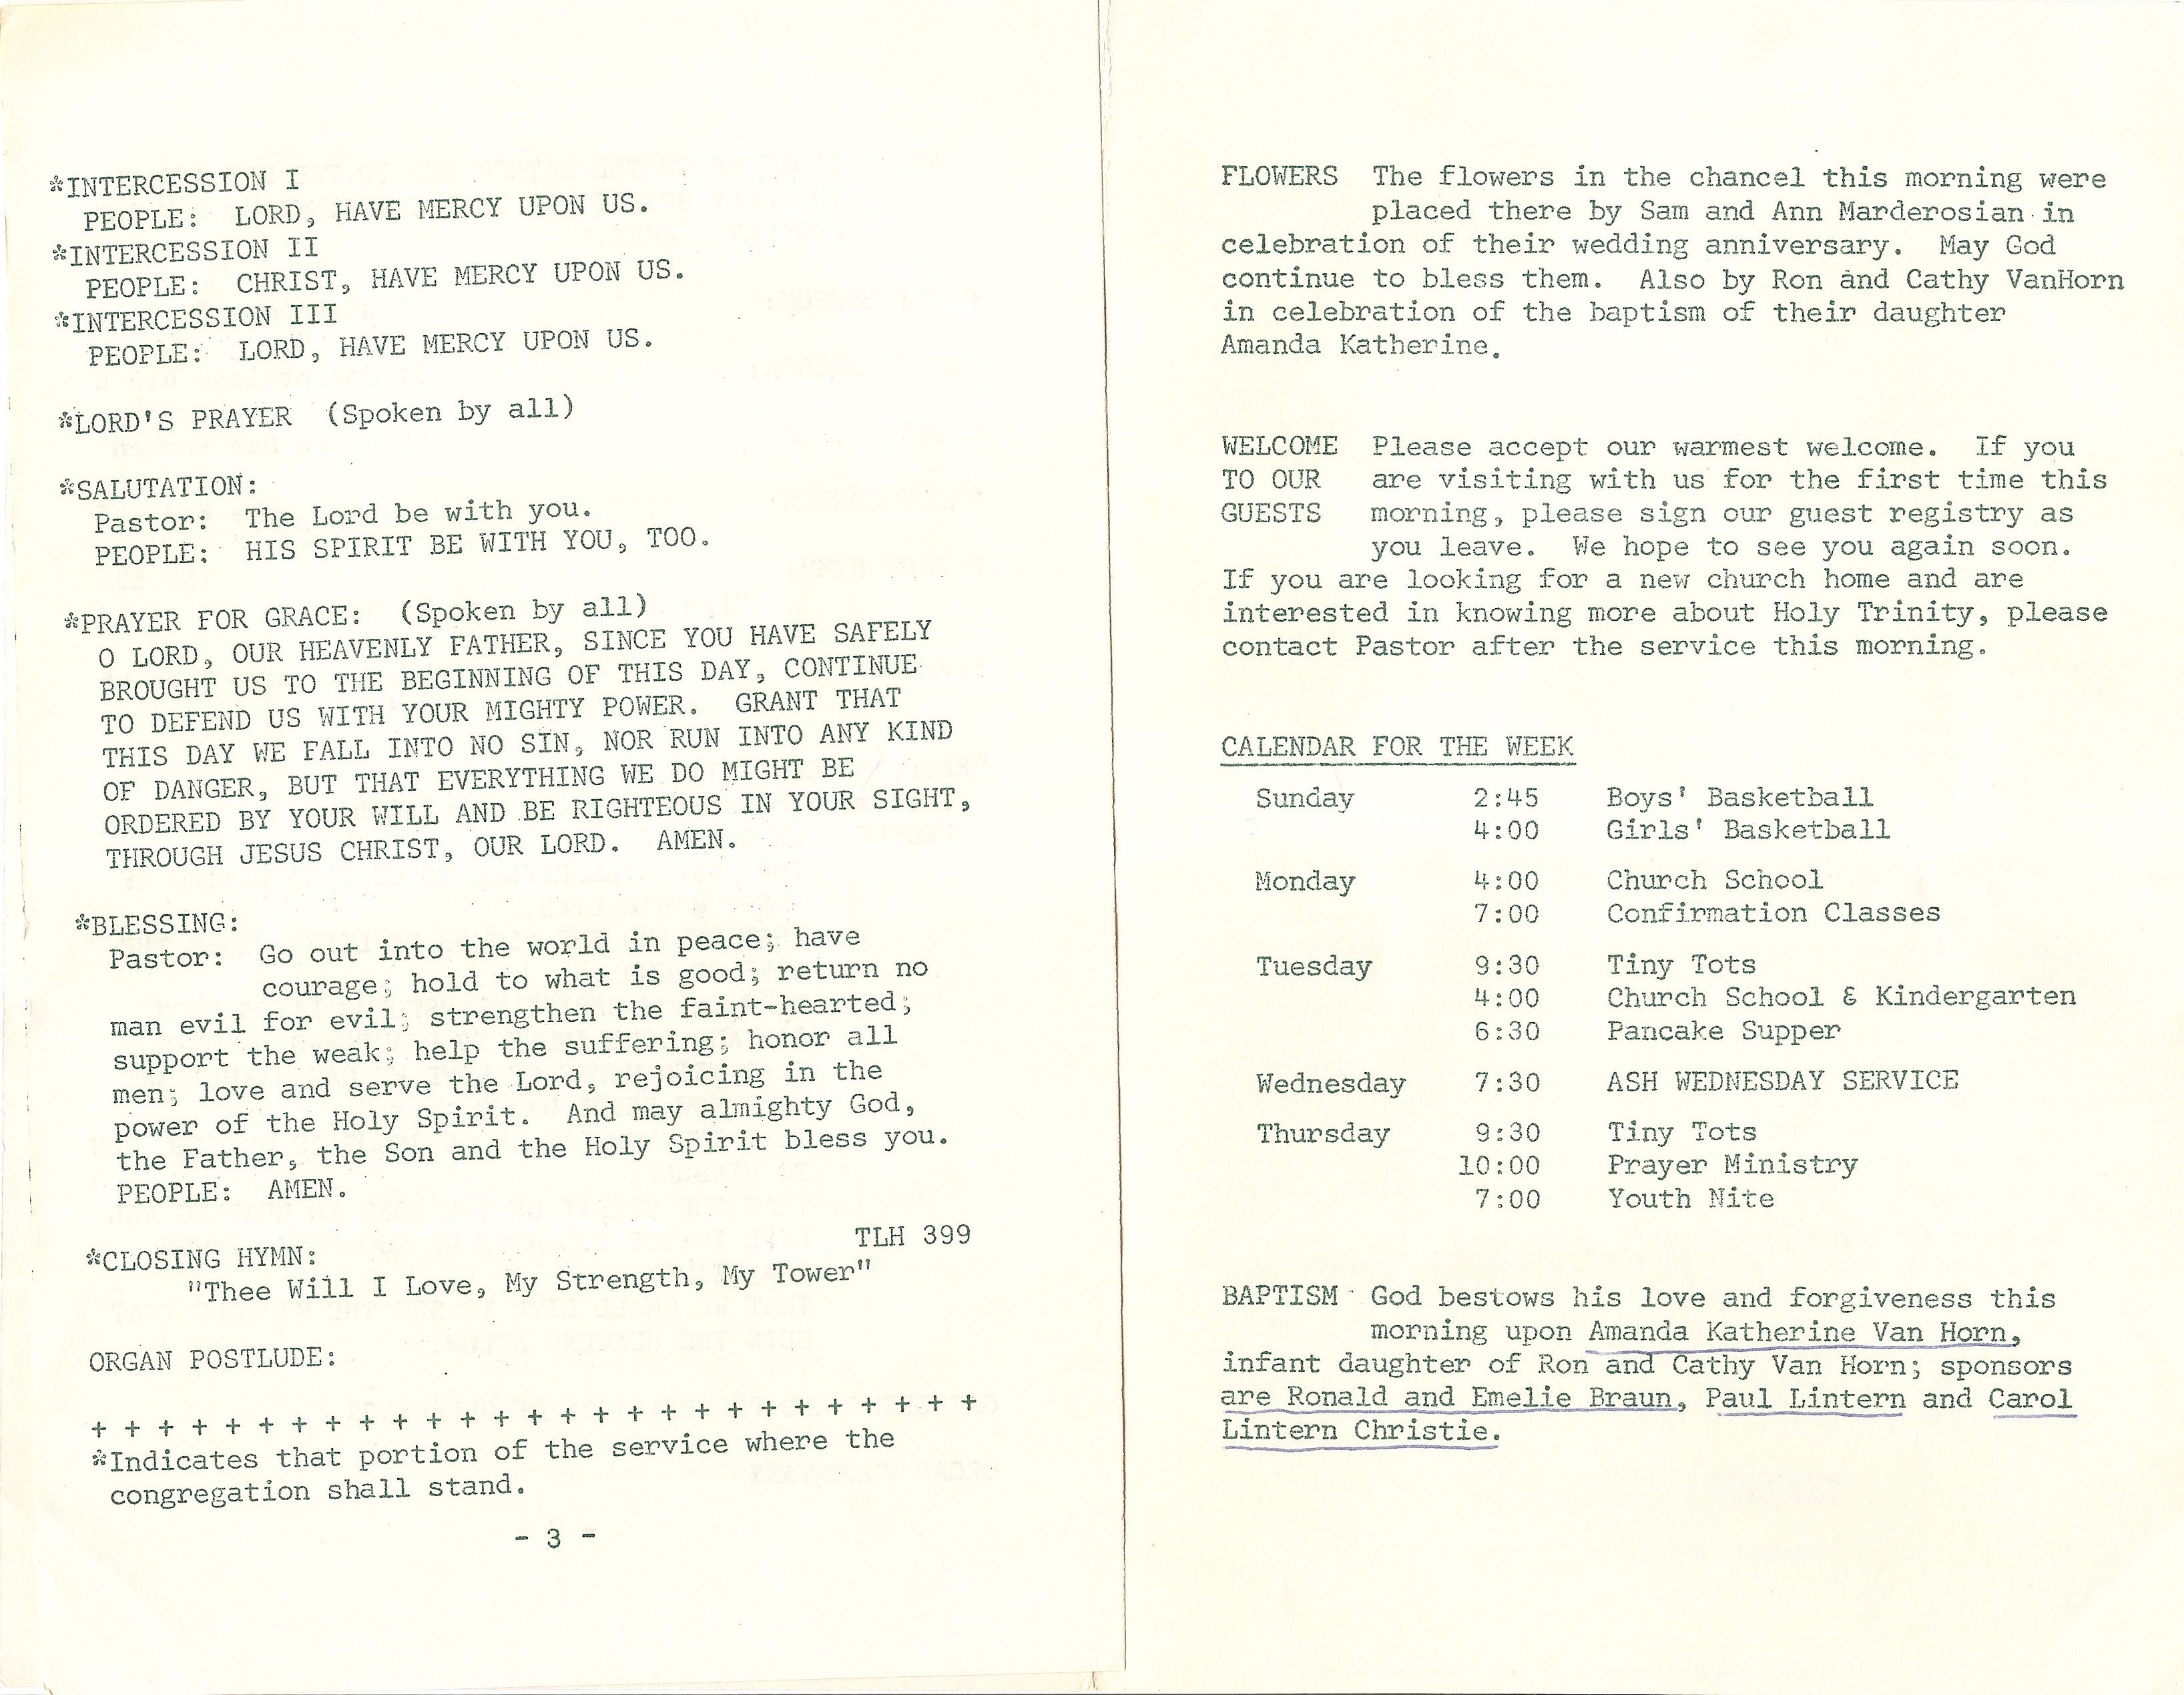 *INTERCESSION I
PEOPLE: LORD, HAVE MERCY UPON US.
*INTERCESSION II
PEOPLE: CHRIST, HAVE MERCY UPON US.
*INTERCESSION III
PEOPLE: LORD, HAVE MERCY UPON US.
*LORD'S PRAYER (Spoken by all)
*SALUTATION:
Pastor: The Lord be with you.
PEOPLE: HIS SPIRIT BE WITH YOU, TOO.
*PRAYER FOR GRACE: (Spoken by all)
O LORD, OUR HEAVENLY FATHER, SINCE YOU HAVE SAFELY
BROUGHT US TO THE BEGINNING OF THIS DAY, CONTINUE
TO DEFEND US WITH YOUR MIGHTY POWER. GRANT THAT
THIS DAY WE FALL INTO NO SIN, NOR RUN INTO ANY KIND
OF DANGER, BUT THAT EVERYTHING WE DO MIGHT BE
ORDERED BY YOUR WILL AND BE RIGHTEOUS IN YOUR SIGHT,
THROUGH JESUS CHRIST, OUR LORD. AMEN.
*BLESSING:
Pastor: Go out into the world in peace; have
courage; hold to what is good; return no
man evil for evil; strengthen the faint-hearted;
support the weak; help the suffering; honor all
men; love and serve the Lord, rejoicing in the
power of the Holy Spirit. And may almighty God,
the Father, the Son and the Holy Spirit bless you.
PEOPLE: AMEN.
*CLOSING HYMN: TLH 399
"Thee Will I Love, My Strength, My Tower"
ORGAN POSTLUDE:
+ + + + + + + + + + + + + + + + + + + + + + + + + + +
*Indicates that portion of the service where the
congregation shall stand.
- 3 -
FLOWERS The flowers in the chancel this morning were
placed there by Sam and Ann Marderosian in
celebration of their wedding anniversary. May God
continue to bless them. Also by Ron and Cathy VanHorn
in celebration of the baptism of their daughter
Amanda Katherine.
WELCOME Please accept our warmest welcome. If you
TO OUR are visiting with us for the first time this
GUESTS morning, please sign our guest registry as
you leave. We hope to see you again soon.
If you are looking for a new church home and are
interested in knowing more about Holy Trinity, please
contact Pastor after the service this morning.
CALENDAR FOR THE WEEK
Sunday 2:45 Boys' Basketball
4:00 Girls' Basketball
Monday 4:00 Church School
7:00 Confirmation Classes
Tuesday 9:30 Tiny Tots
4:00 Church School & Kindergarten
6:30 Pancake Supper
Wednesday 7:30 ASH WEDNESDAY SERVICE
Thursday 9:30 Tiny Tots
10:00 Prayer Ministry
7:00 Youth Nite
BAPTISM God bestows his love and forgiveness this
morning upon Amanda Katherine Van Horn,
infant daughter of Ron and Cathy Van Horn; sponsors
are Ronald and Emelie Braun, Paul Lintern and Carol
Lintern Christie.